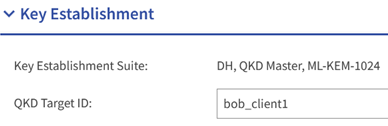 Key Establishment
Key Establishment Suite: DH, QKD Master, ML-KEM-1024
QKD Target ID: bob_client1